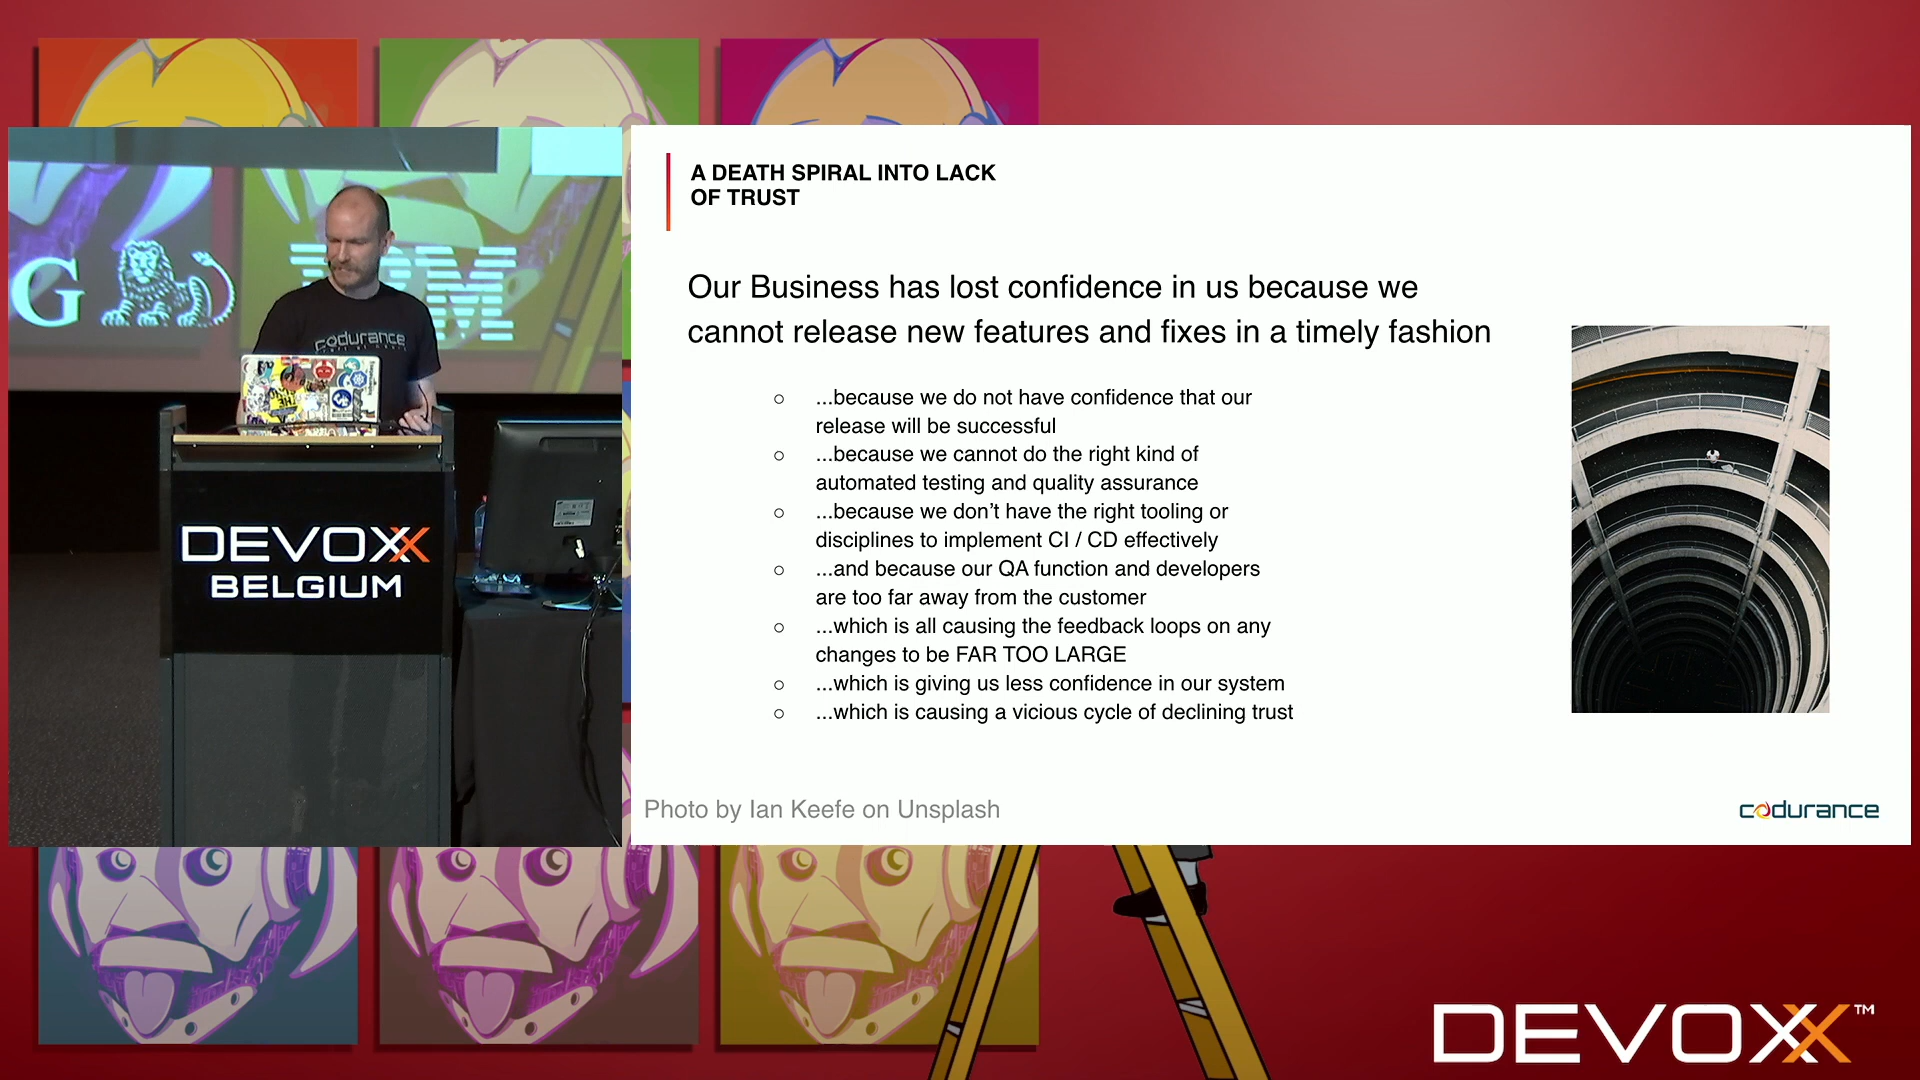 A DEATH SPIRAL INTO LACK
OF TRUST
Our Business has lost confidence in us because we
cannot release new features and fixes in a timely fashion
○ ...because we do not have confidence that our
release will be successful
○ ...because we cannot do the right kind of
automated testing and quality assurance
○ ...because we don’t have the right tooling or
disciplines to implement CI / CD effectively
○ ...and because our QA function and developers
are too far away from the customer
○ ...which is all causing the feedback loops on any
changes to be FAR TOO LARGE
○ ...which is giving us less confidence in our system
○ ...which is causing a vicious cycle of declining trust
Photo by Ian Keefe on Unsplash
codurance
G
codurance
DEVOXX
BELGIUM
DEVOXX™